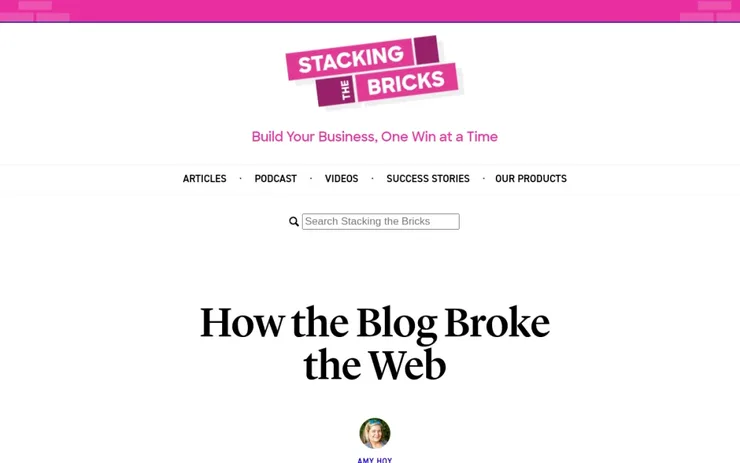 STACKING
THE BRICKS
Build Your Business, One Win at a Time
ARTICLES · PODCAST · VIDEOS · SUCCESS STORIES · OUR PRODUCTS
Search Stacking the Bricks
How the Blog Broke
the Web
AMY HOY